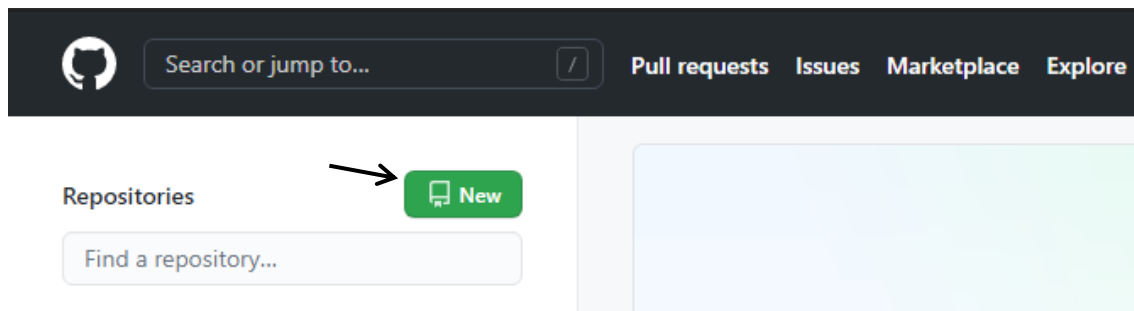 Search or jump to... /
Pull requests Issues Marketplace Explore
Repositories
New
Find a repository...